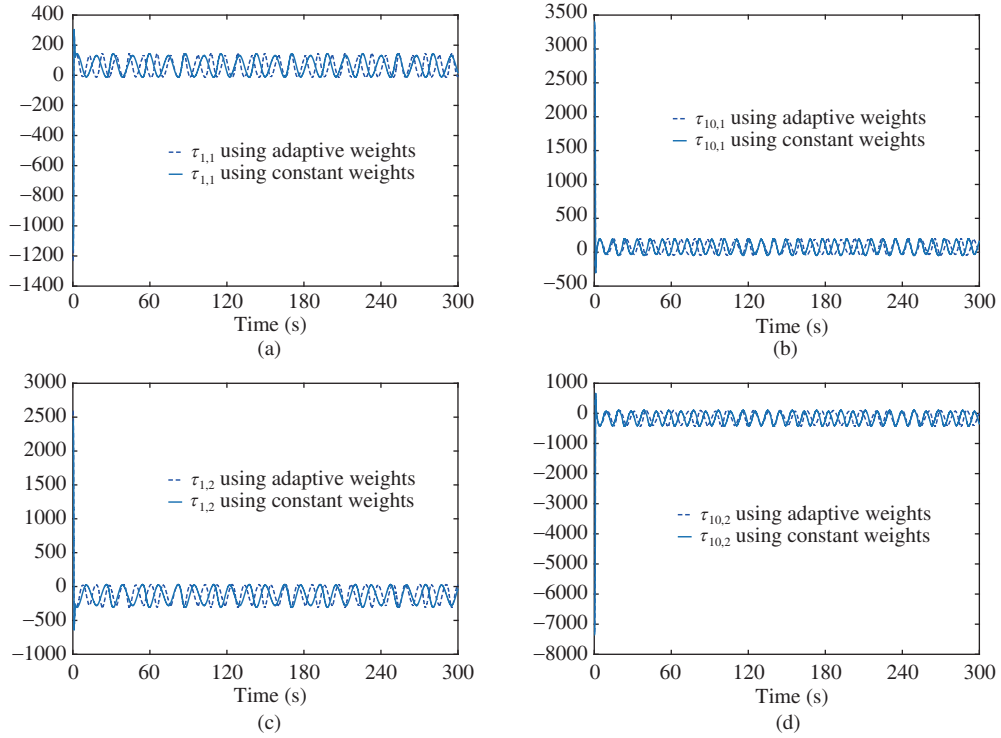 400
200
0
−200
−400
−600
−800
−1000
−1200
−1400
τ1,1 using adaptive weights
τ1,1 using constant weights
0 60 120 180 240 300
Time (s)
(a)
3500
3000
2500
2000
1500
1000
500
0
−500
τ10,1 using adaptive weights
τ10,1 using constant weights
0 60 120 180 240 300
Time (s)
(b)
3000
2500
2000
1500
1000
500
0
−500
−1000
τ1,2 using adaptive weights
τ1,2 using constant weights
0 60 120 180 240 300
Time (s)
(c)
1000
0
−1000
−2000
−3000
−4000
−5000
−6000
−7000
−8000
τ10,2 using adaptive weights
τ10,2 using constant weights
0 60 120 180 240 300
Time (s)
(d)